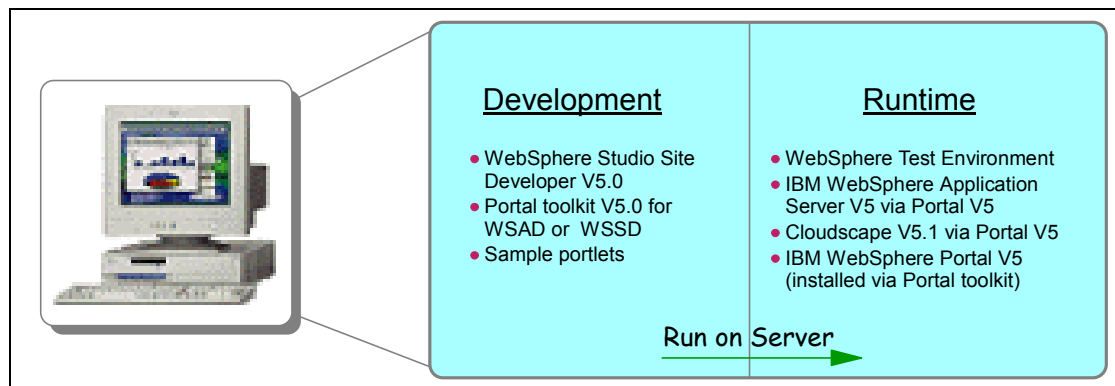 Development
WebSphere Studio Site
Developer V5.0
Portal toolkit V5.0 for
WSAD or WSSD
Sample portlets
Runtime
WebSphere Test Environment
IBM WebSphere Application
Server V5 via Portal V5
Cloudscape V5.1 via Portal V5
IBM WebSphere Portal V5
(installed via Portal toolkit)
Run on Server